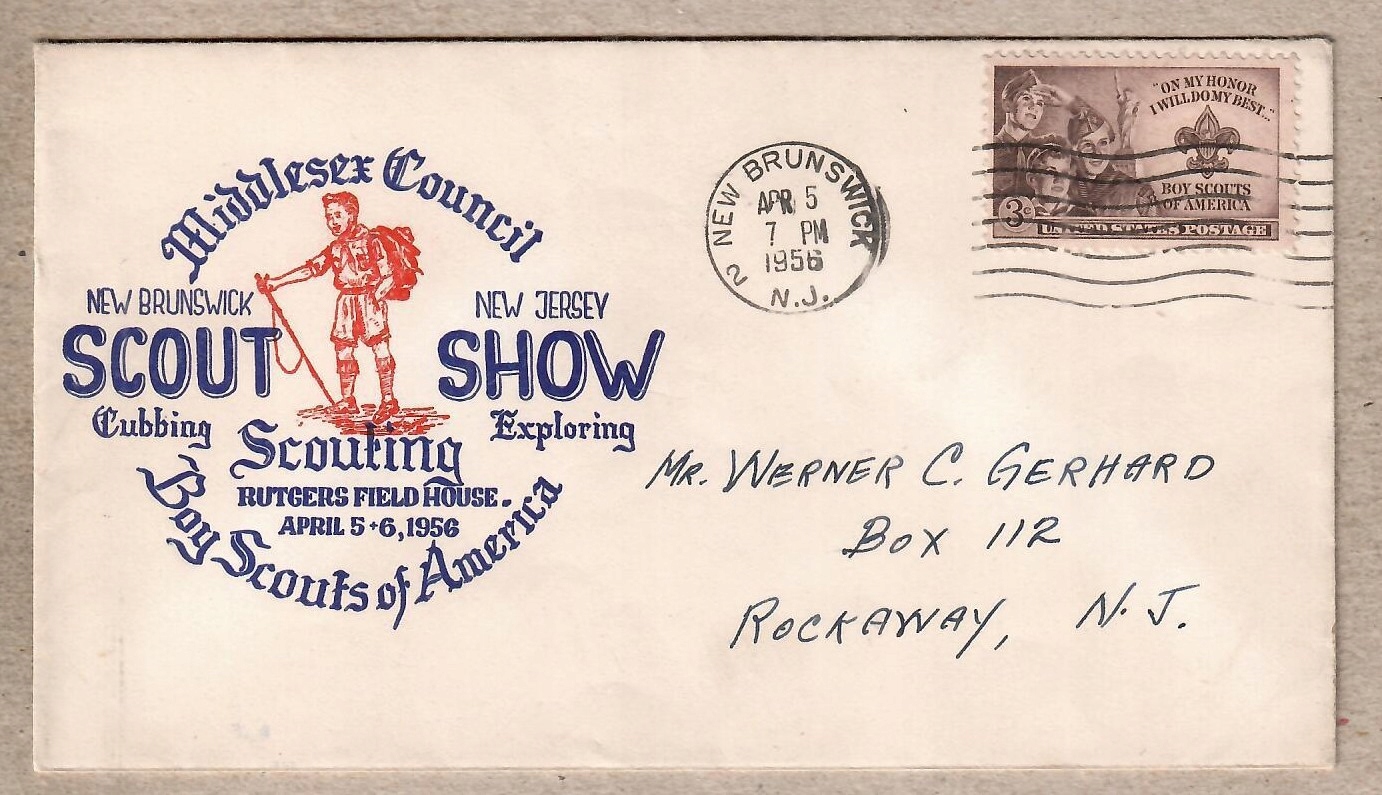 Middlesex Council
NEW BRUNSWICK NEW JERSEY
SCOUT SHOW
Cubbing Exploring
Scouting
RUTGERS FIELD HOUSE.
APRIL 5+6, 1956
Boy Scouts of America
2 NEW BRUNSWICK
APR 5
7 PM
1956
N.J.
"ON MY HONOR
I WILL DO MY BEST..."
BOY SCOUTS
OF AMERICA
3¢
UNITED STATES POSTAGE
MR. WERNER C. GERHARD
BOX 112
ROCKAWAY, N.J.